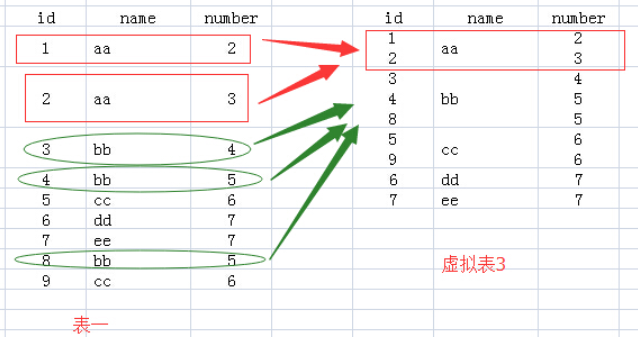 id name number
1 aa 2
2 aa 3
3 bb 4
4 bb 5
5 cc 6
6 dd 7
7 ee 7
8 bb 5
9 cc 6
表一
id name number
1 2
aa
2 3
3 4
4 bb 5
8 5
5 6
cc
9 6
6 dd 7
7 ee 7
虚拟表3